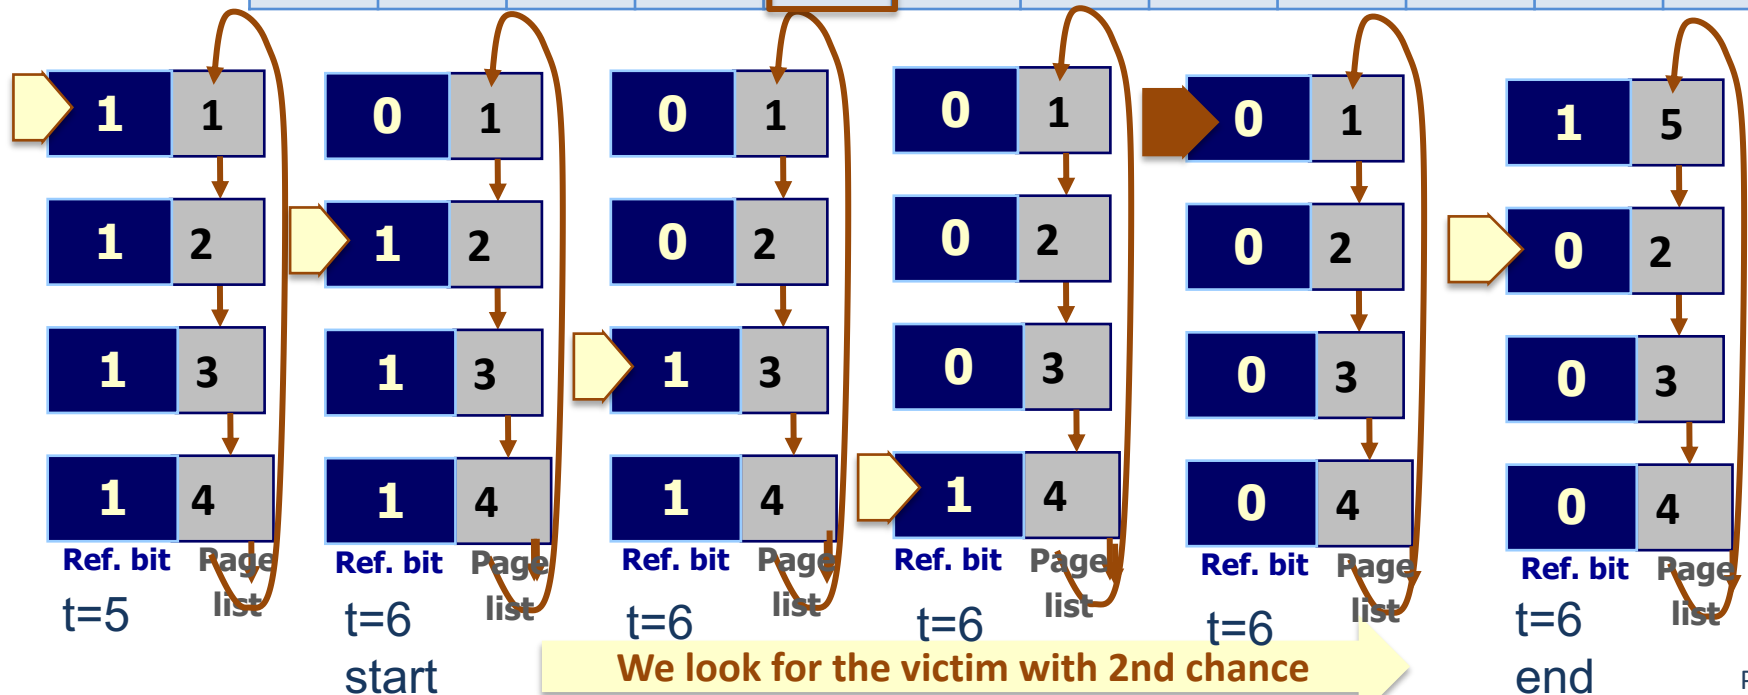 1 1 0 1 0 1 0 1 0 1 1 5
1 2 1 2 0 2 0 2 0 2 0 2
1 3 1 3 1 3 0 3 0 3 0 3
1 4 1 4 1 4 1 4 0 4 0 4
Ref. bit Page list Ref. bit Page list Ref. bit Page list Ref. bit Page list Ref. bit Page list Ref. bit Page list
t=5 t=6 start t=6 t=6 t=6 t=6 end
We look for the victim with 2nd chance
P